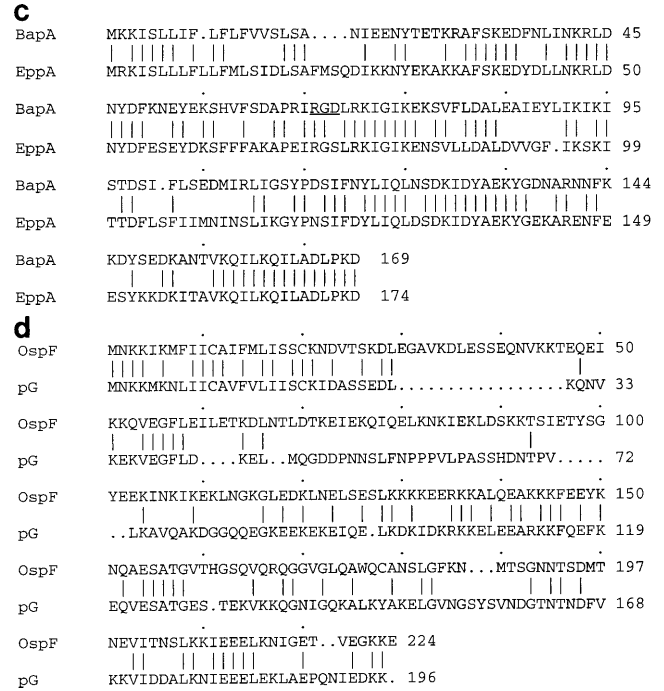 c
BapA MKKISLLIF.LFLFVVSLSA....NIEENYTETKRAFSKEDFNLINKRLD 45
EppA MRKISLLLFLLFMLSIDLSAFMSQDIKKNYEKAKKAFSKEDYDLLNKRLD 50
BapA NYDFKNEYEKSHVFSDAPRIRGDLRKIGIKEKSVFLDALEAIEYLIKIKI 95
EppA NYDFESEYDKSFFFAKAPEIRGSLRKIGIKENSVLLDALDVVGF.IKSKI 99
BapA STDSI.FLSEDMIRLIGSYPDSIFNYLIQLNSDKIDYAEKYGDNARNNFK 144
EppA TTDFLSFIIMNINSLIKGYPNSIFDYLIQLDSDKIDYAEKYGEKARENFE 149
BapA KDYSEDKANTVKQILKQILADLPKD 169
EppA ESYKKDKITAVKQILKQILADLPKD 174
d
OspF MNKKIKMFIICAIFMLISSCKNDVTSKDLEGAVKDLESSEQNVKKTEQEI 50
pG MNKKMKNLIICAVFVLIISCKIDASSEDL.................KQNV 33
OspF KKQVEGFLEILETKDLNTLDTKEIEKQIQELKNKIEKLDSKKTSIETYSG 100
pG KEKVEGFLD....KEL..MQGDDPNNSLFNPPPVLPASSHDNTPV..... 72
OspF YEEKINKIKEKLNGKGLEDKLNELSESLKKKKEERKKALQEAKKKFEEYK 150
pG ..LKAVQAKDGGQQEGKEEKEKEIQE.LKDKIDKRKKELEEARKKFQEFK 119
OspF NQAESATGVTHGSQVQRQGGVGLQAWQCANSLGFKN...MTSGNNTSDMT 197
pG EQVESATGES.TEKVKKQGNIGQKALKYAKELGVNGSYSVNDGTNTNDFV 168
OspF NEVITNSLKKIEEELKNIGET..VEGKKE 224
pG KKVIDDALKNIEEELEKLAEPQNIEDKK. 196